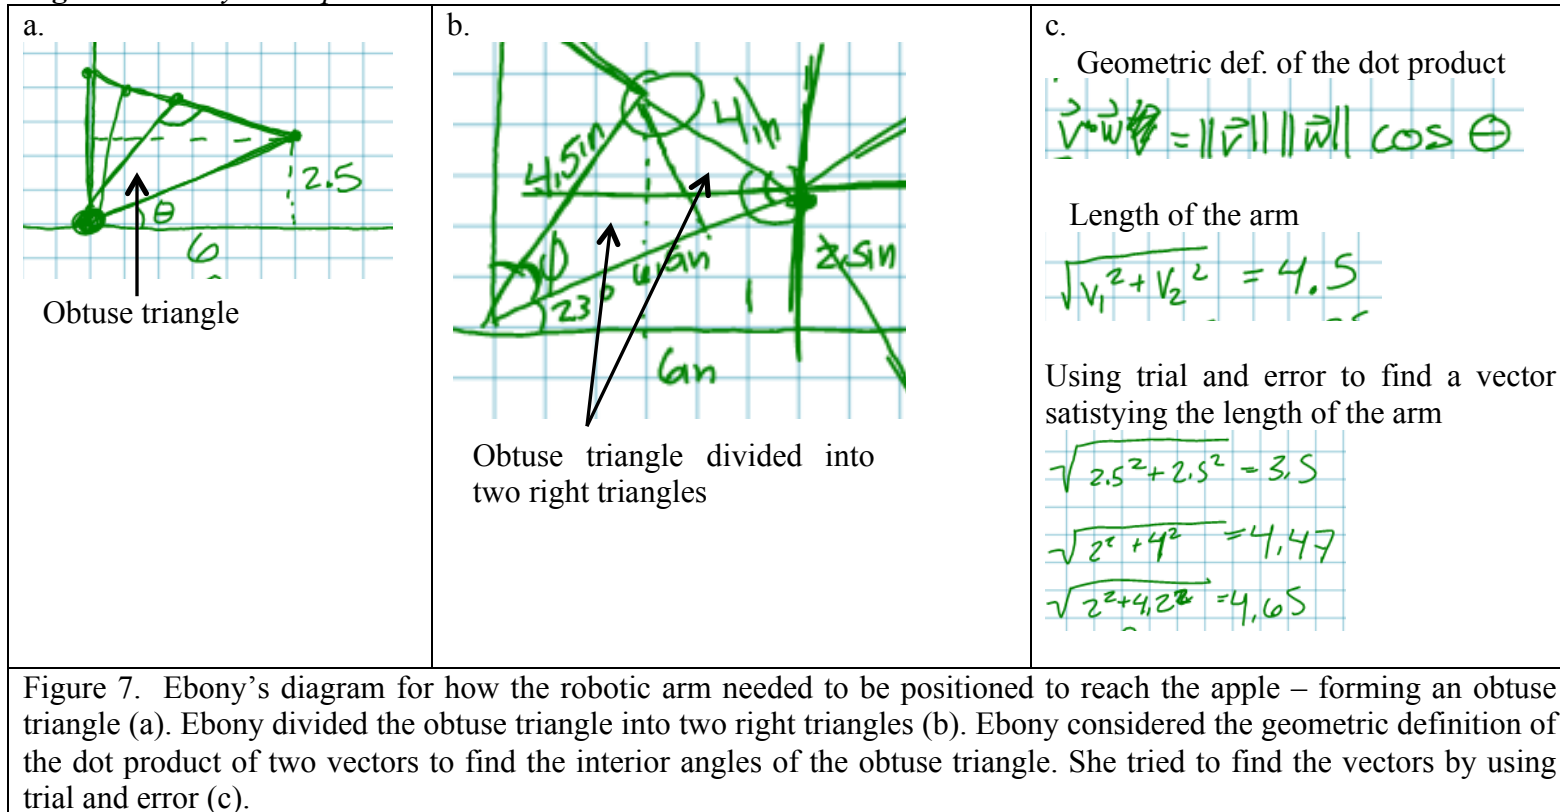 a.
2.5
θ
6
Obtuse triangle
b.
4in
4.5in
ϕ
23°
2.5in
6in
Obtuse triangle divided into
two right triangles
c.
Geometric def. of the dot product
v⃗·w⃗ = ||v⃗|| ||w⃗|| cos θ
Length of the arm
√(v₁² + v₂²) = 4.5
Using trial and error to find a vector
satistying the length of the arm
√(2.5² + 2.5²) = 3.5
√(2² + 4²) = 4.47
√(2² + 4.2²) = 4.65
Figure 7. Ebony’s diagram for how the robotic arm needed to be positioned to reach the apple – forming an obtuse
triangle (a). Ebony divided the obtuse triangle into two right triangles (b). Ebony considered the geometric definition of
the dot product of two vectors to find the interior angles of the obtuse triangle. She tried to find the vectors by using
trial and error (c).